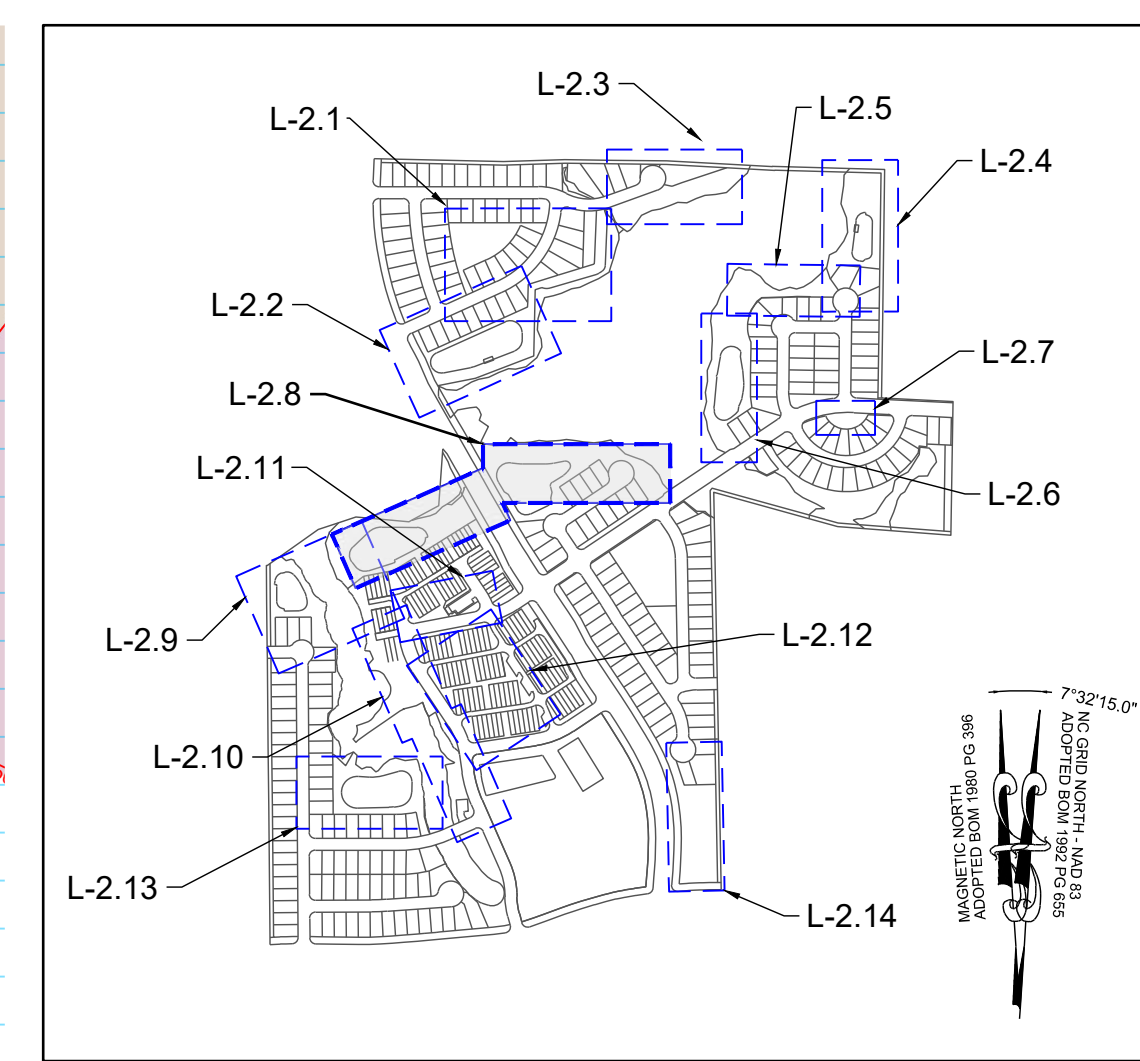 L-2.3
L-2.5
L-2.1
L-2.4
L-2.2
L-2.7
L-2.8
L-2.11
L-2.6
L-2.9
L-2.12
L-2.10
L-2.13
L-2.14
7°32'15.0"
MAGNETIC NORTH
ADOPTED BOM 1980 PG 396
NC GRID NORTH - NAD 83
ADOPTED BOM 1992 PG 655